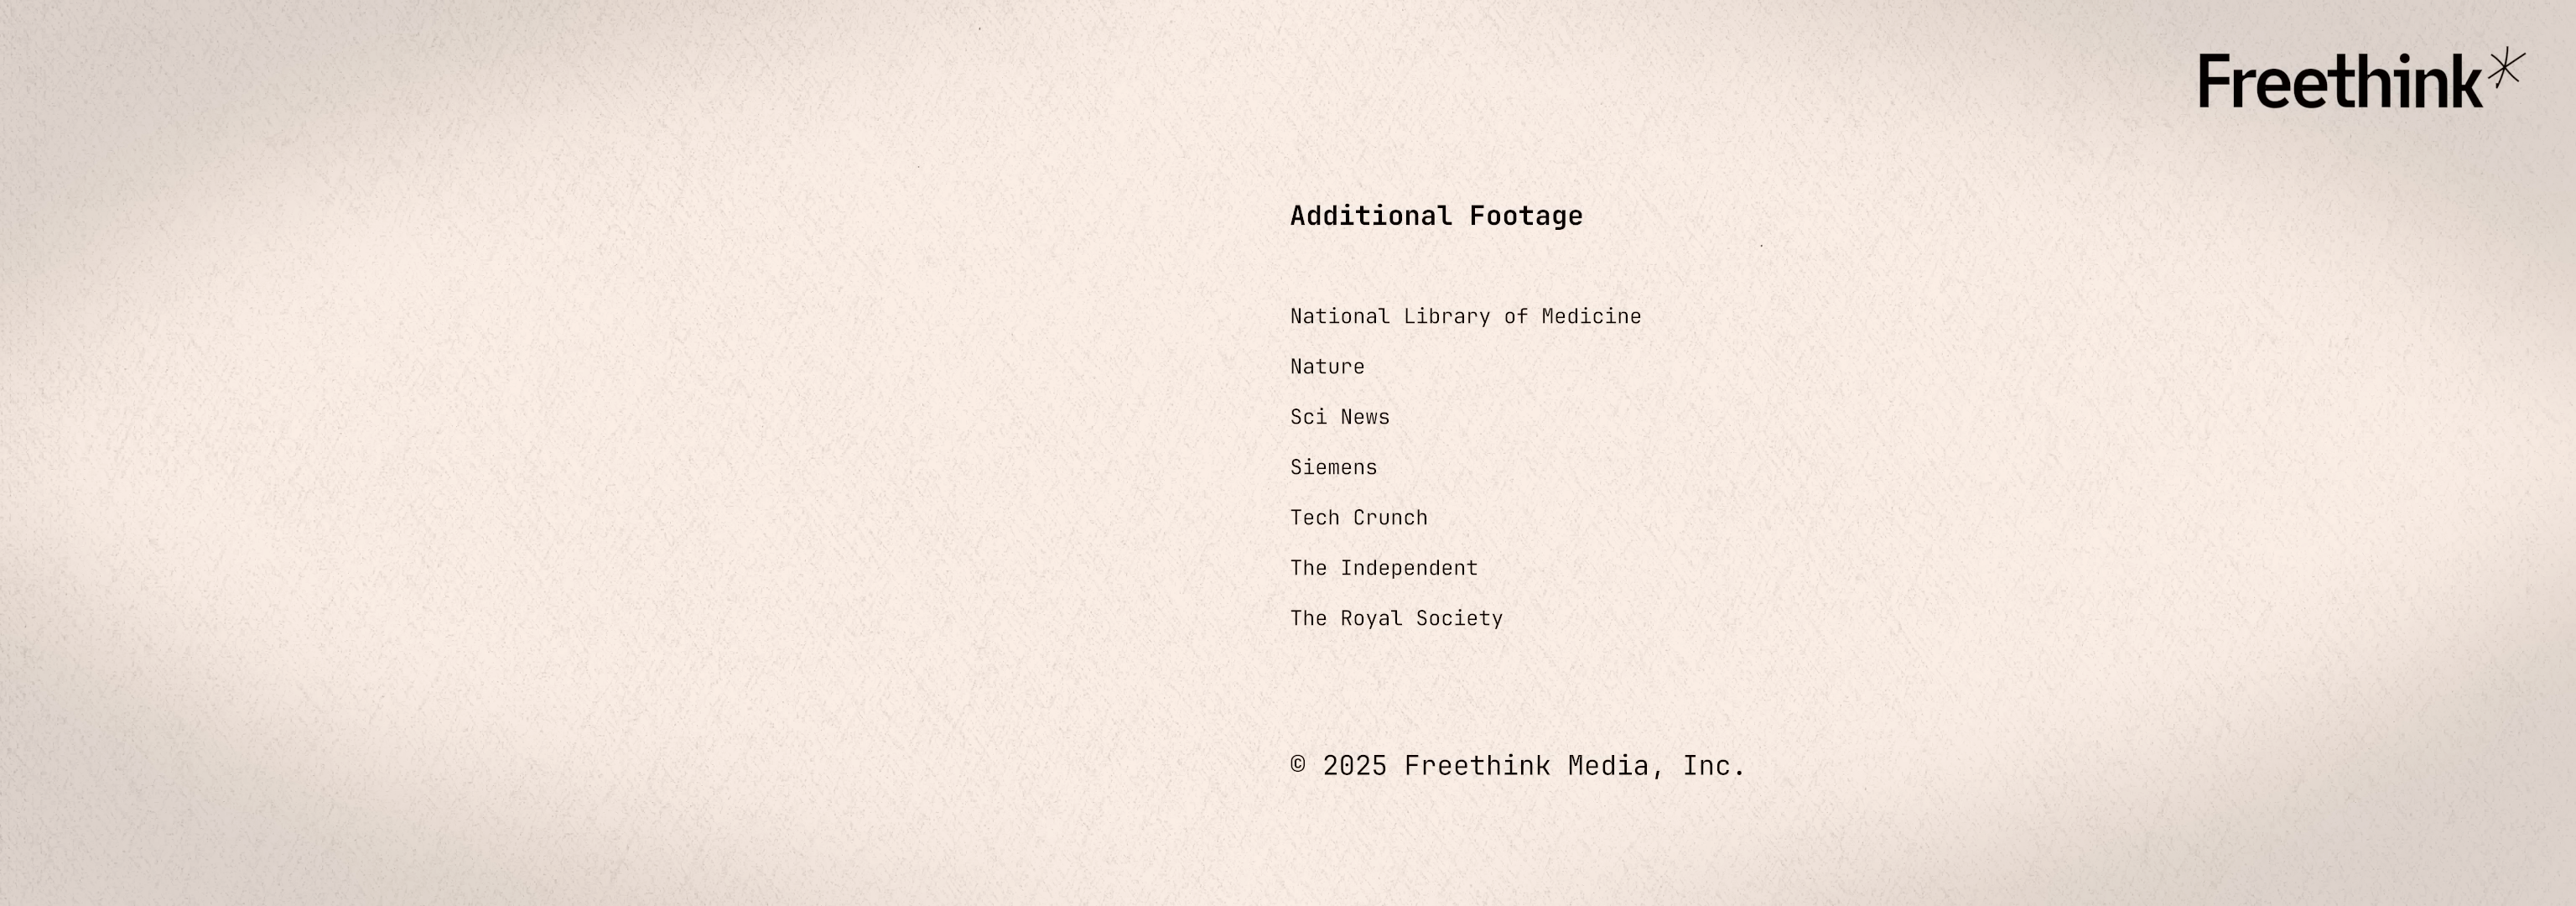 Freethink
Additional Footage
National Library of Medicine
Nature
Sci News
Siemens
Tech Crunch
The Independent
The Royal Society
© 2025 Freethink Media, Inc.